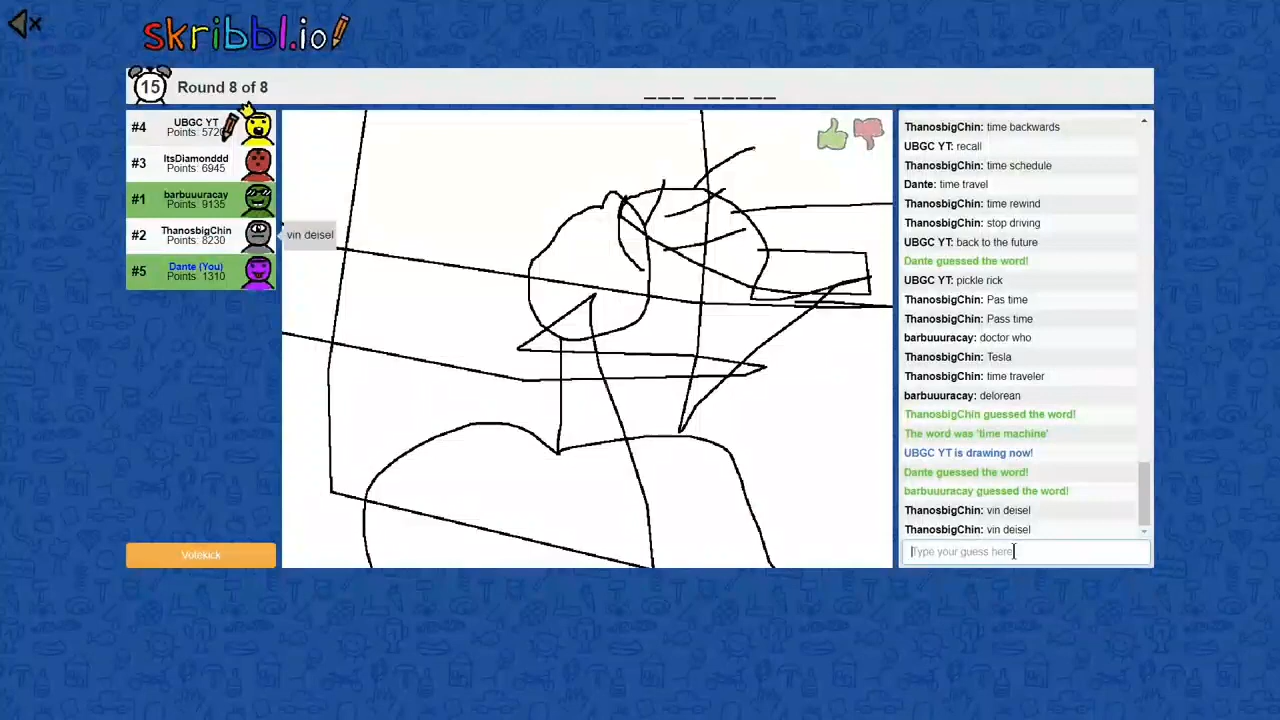 skribbl.io
15
Round 8 of 8
___ ______
#4
UBGC YT
Points: 5720
#3
ItsDiamonddd
Points: 6945
#1
barbuuuracay
Points: 9135
#2
ThanosbigChin
Points: 8230
vin deisel
#5
Dante (You)
Points: 1310
Votekick
ThanosbigChin: time backwards
UBGC YT: recall
ThanosbigChin: time schedule
Dante: time travel
ThanosbigChin: time rewind
ThanosbigChin: stop driving
UBGC YT: back to the future
Dante guessed the word!
UBGC YT: pickle rick
ThanosbigChin: Pas time
ThanosbigChin: Pass time
barbuuuracay: doctor who
ThanosbigChin: Tesla
ThanosbigChin: time traveler
barbuuuracay: delorean
ThanosbigChin guessed the word!
The word was 'time machine'
UBGC YT is drawing now!
Dante guessed the word!
barbuuuracay guessed the word!
ThanosbigChin: vin deisel
ThanosbigChin: vin deisel
Type your guess here